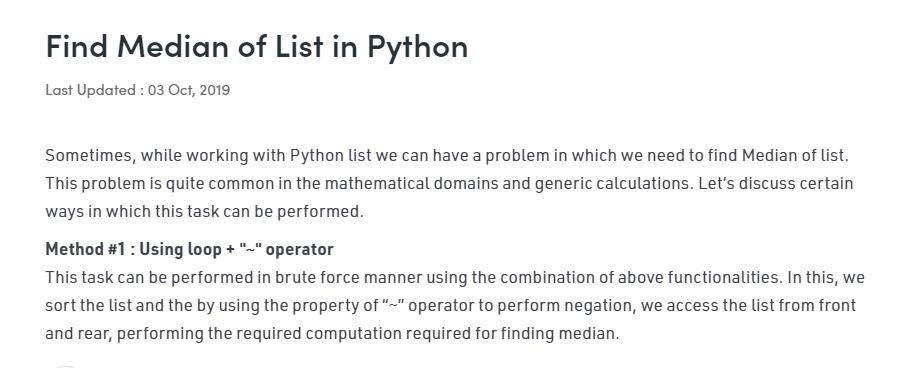 Find Median of List in Python
Last Updated : 03 Oct, 2019
Sometimes, while working with Python list we can have a problem in which we need to find Median of list.
This problem is quite common in the mathematical domains and generic calculations. Let’s discuss certain
ways in which this task can be performed.
Method #1 : Using loop + "~" operator
This task can be performed in brute force manner using the combination of above functionalities. In this, we
sort the list and the by using the property of “~” operator to perform negation, we access the list from front
and rear, performing the required computation required for finding median.